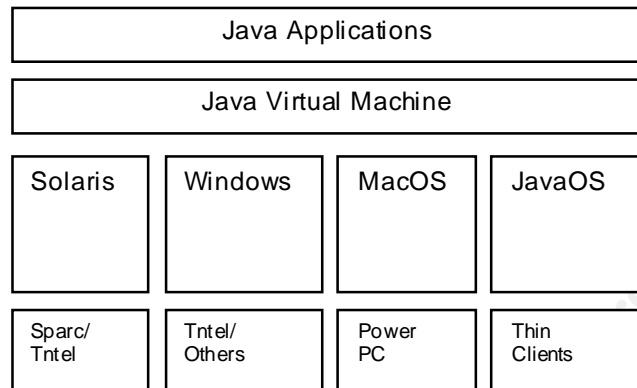 Java Applications
Java Virtual Machine
Solaris Windows MacOS JavaOS
Sparc/ Tntel/ Power Thin
Tntel Others PC Clients